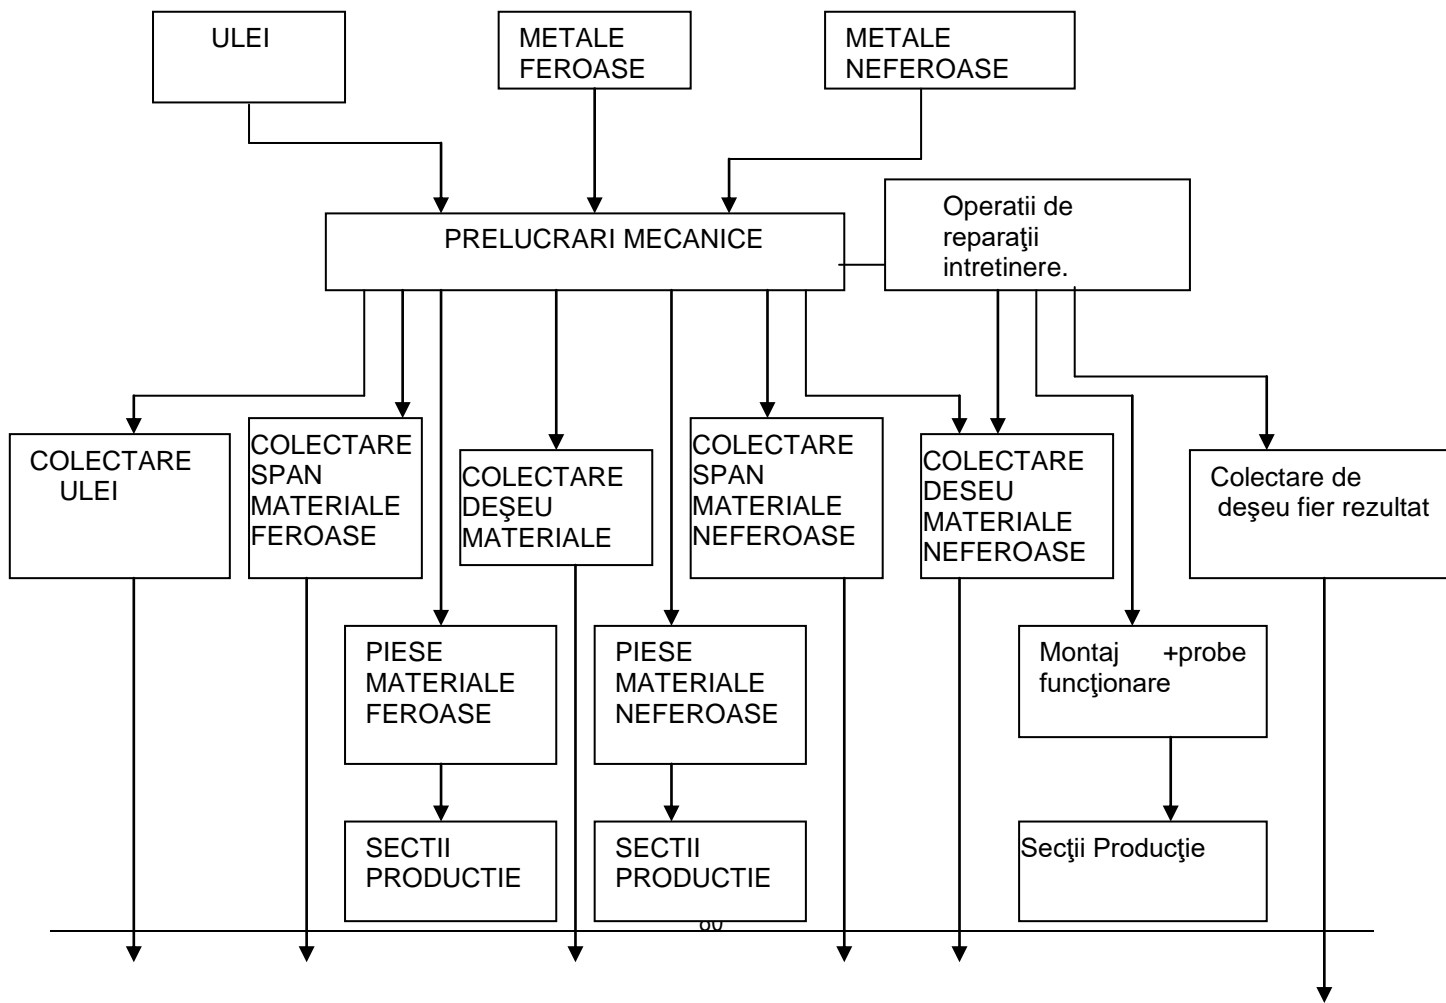 ULEI
METALE
FEROASE
METALE
NEFEROASE
PRELUCRARI MECANICE
Operatii de
reparaţii
intretinere.
COLECTARE
ULEI
COLECTARE
SPAN
MATERIALE
FEROASE
COLECTARE
DEŞEU
MATERIALE
COLECTARE
SPAN
MATERIALE
NEFEROASE
COLECTARE
DESEU
MATERIALE
NEFEROASE
Colectare de
deşeu fier rezultat
PIESE
MATERIALE
FEROASE
PIESE
MATERIALE
NEFEROASE
Montaj +probe
funcţionare
SECTII
PRODUCTIE
SECTII
PRODUCTIE
Secţii Producţie